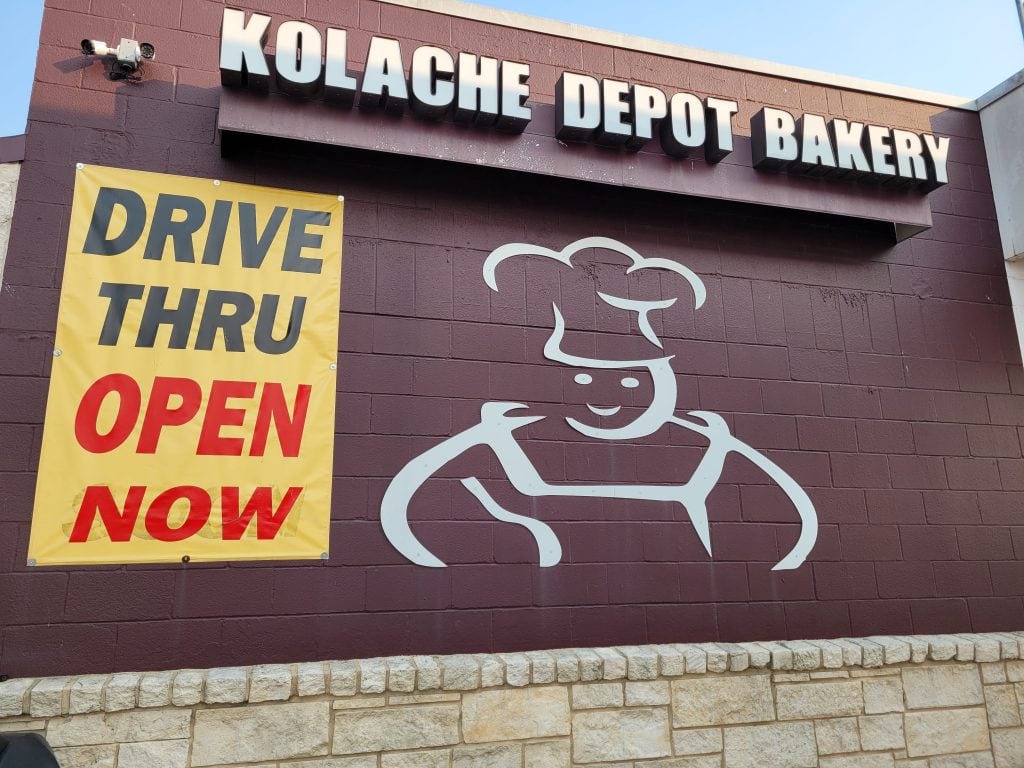 KOLACHE DEPOT BAKERY
DRIVE
THRU
OPEN
NOW